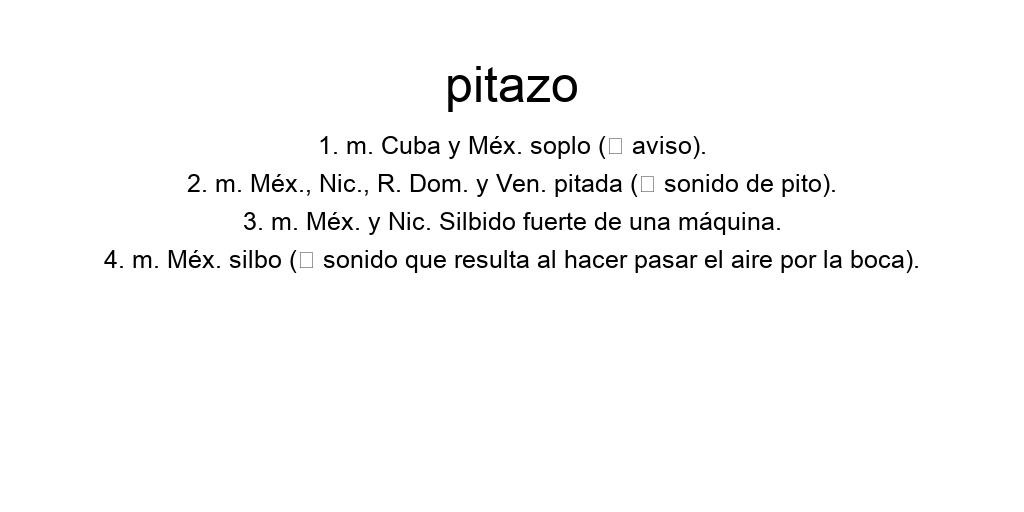 pitazo
1. m. Cuba y Méx. soplo (□ aviso).
2. m. Méx., Nic., R. Dom. y Ven. pitada (□ sonido de pito).
3. m. Méx. y Nic. Silbido fuerte de una máquina.
4. m. Méx. silbo (□ sonido que resulta al hacer pasar el aire por la boca).